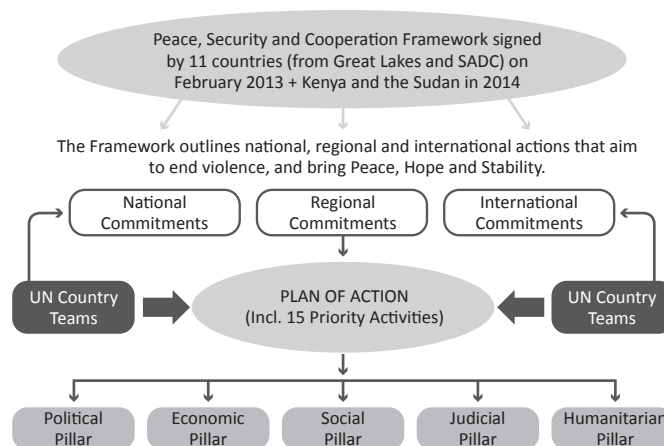 Peace, Security and Cooperation Framework signed
by 11 countries (from Great Lakes and SADC) on
February 2013 + Kenya and the Sudan in 2014
The Framework outlines national, regional and international actions that aim
to end violence, and bring Peace, Hope and Stability.
National
Commitments
Regional
Commitments
International
Commitments
UN Country
Teams
PLAN OF ACTION
(Incl. 15 Priority Activities)
UN Country
Teams
Political
Pillar
Economic
Pillar
Social
Pillar
Judicial
Pillar
Humanitarian
Pillar